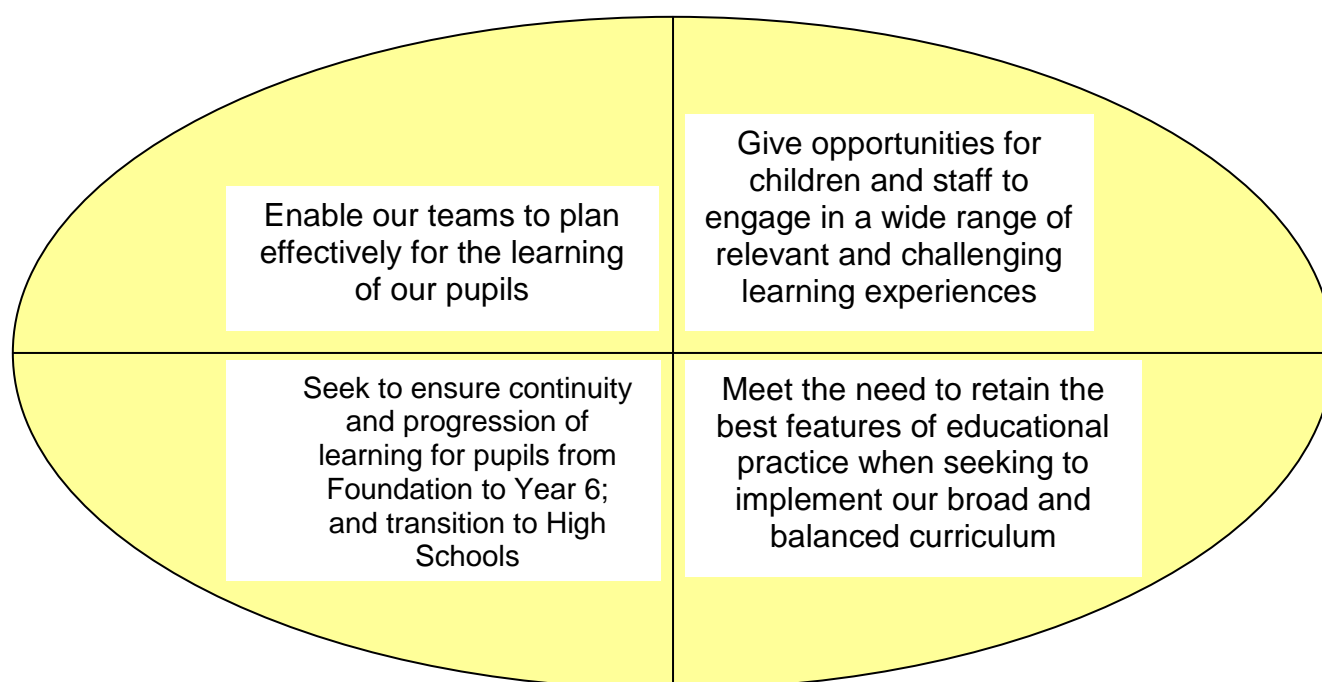 Enable our teams to plan
effectively for the learning
of our pupils
Give opportunities for
children and staff to
engage in a wide range of
relevant and challenging
learning experiences
Seek to ensure continuity
and progression of
learning for pupils from
Foundation to Year 6;
and transition to High
Schools
Meet the need to retain the
best features of educational
practice when seeking to
implement our broad and
balanced curriculum